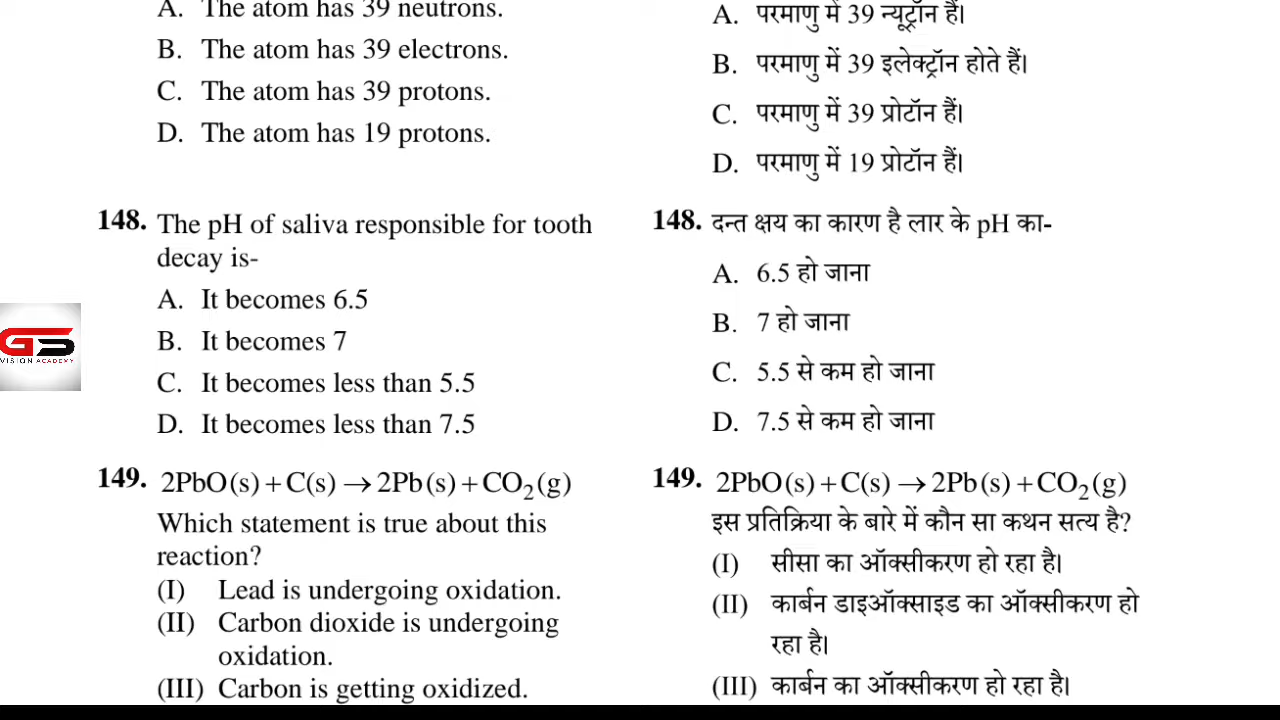 A. The atom has 39 neutrons.
B. The atom has 39 electrons.
C. The atom has 39 protons.
D. The atom has 19 protons.
148. The pH of saliva responsible for tooth
decay is-
A. It becomes 6.5
B. It becomes 7
C. It becomes less than 5.5
D. It becomes less than 7.5
149. 2PbO(s)+C(s)→2Pb(s)+CO₂(g)
Which statement is true about this
reaction?
(I) Lead is undergoing oxidation.
(II) Carbon dioxide is undergoing
oxidation.
(III) Carbon is getting oxidized.
A. परमाणु में 39 न्यूट्रॉन हैं।
B. परमाणु में 39 इलेक्ट्रॉन होते हैं।
C. परमाणु में 39 प्रोटॉन हैं।
D. परमाणु में 19 प्रोटॉन हैं।
148. दन्त क्षय का कारण है लार के pH का-
A. 6.5 हो जाना
B. 7 हो जाना
C. 5.5 से कम हो जाना
D. 7.5 से कम हो जाना
149. 2PbO(s)+C(s)→2Pb(s)+CO₂(g)
इस प्रतिक्रिया के बारे में कौन सा कथन सत्य है?
(I) सीसा का ऑक्सीकरण हो रहा है।
(II) कार्बन डाइऑक्साइड का ऑक्सीकरण हो
रहा है।
(III) कार्बन का ऑक्सीकरण हो रहा है।
GS
VISION ACADEMY